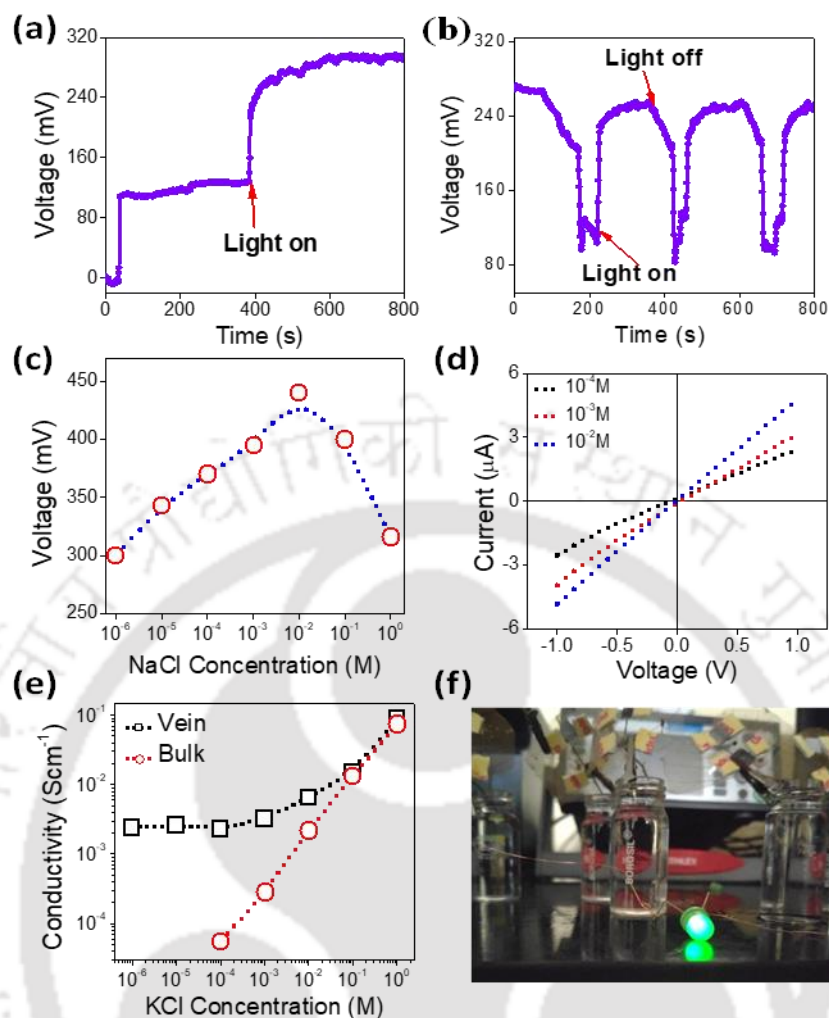 (a)
320
240
160
80
0
Voltage (mV)
Light on
0 200 400 600 800
Time (s)
(b)
320
240
160
80
Voltage (mV)
Light off
Light on
0 200 400 600 800
Time (s)
(c)
450
400
350
300
250
Voltage (mV)
10⁻⁶ 10⁻⁵ 10⁻⁴ 10⁻³ 10⁻² 10⁻¹ 10⁰
NaCl Concentration (M)
(d)
6
3
0
-3
-6
Current (μA)
10⁻⁴M
10⁻³M
10⁻²M
-1.0 -0.5 0.0 0.5 1.0
Voltage (V)
(e)
10⁻¹
10⁻²
10⁻³
10⁻⁴
Conductivity (Scm⁻¹)
Vein
Bulk
10⁻⁶ 10⁻⁵ 10⁻⁴ 10⁻³ 10⁻² 10⁻¹ 10⁰
KCl Concentration (M)
(f)
BOROSIL